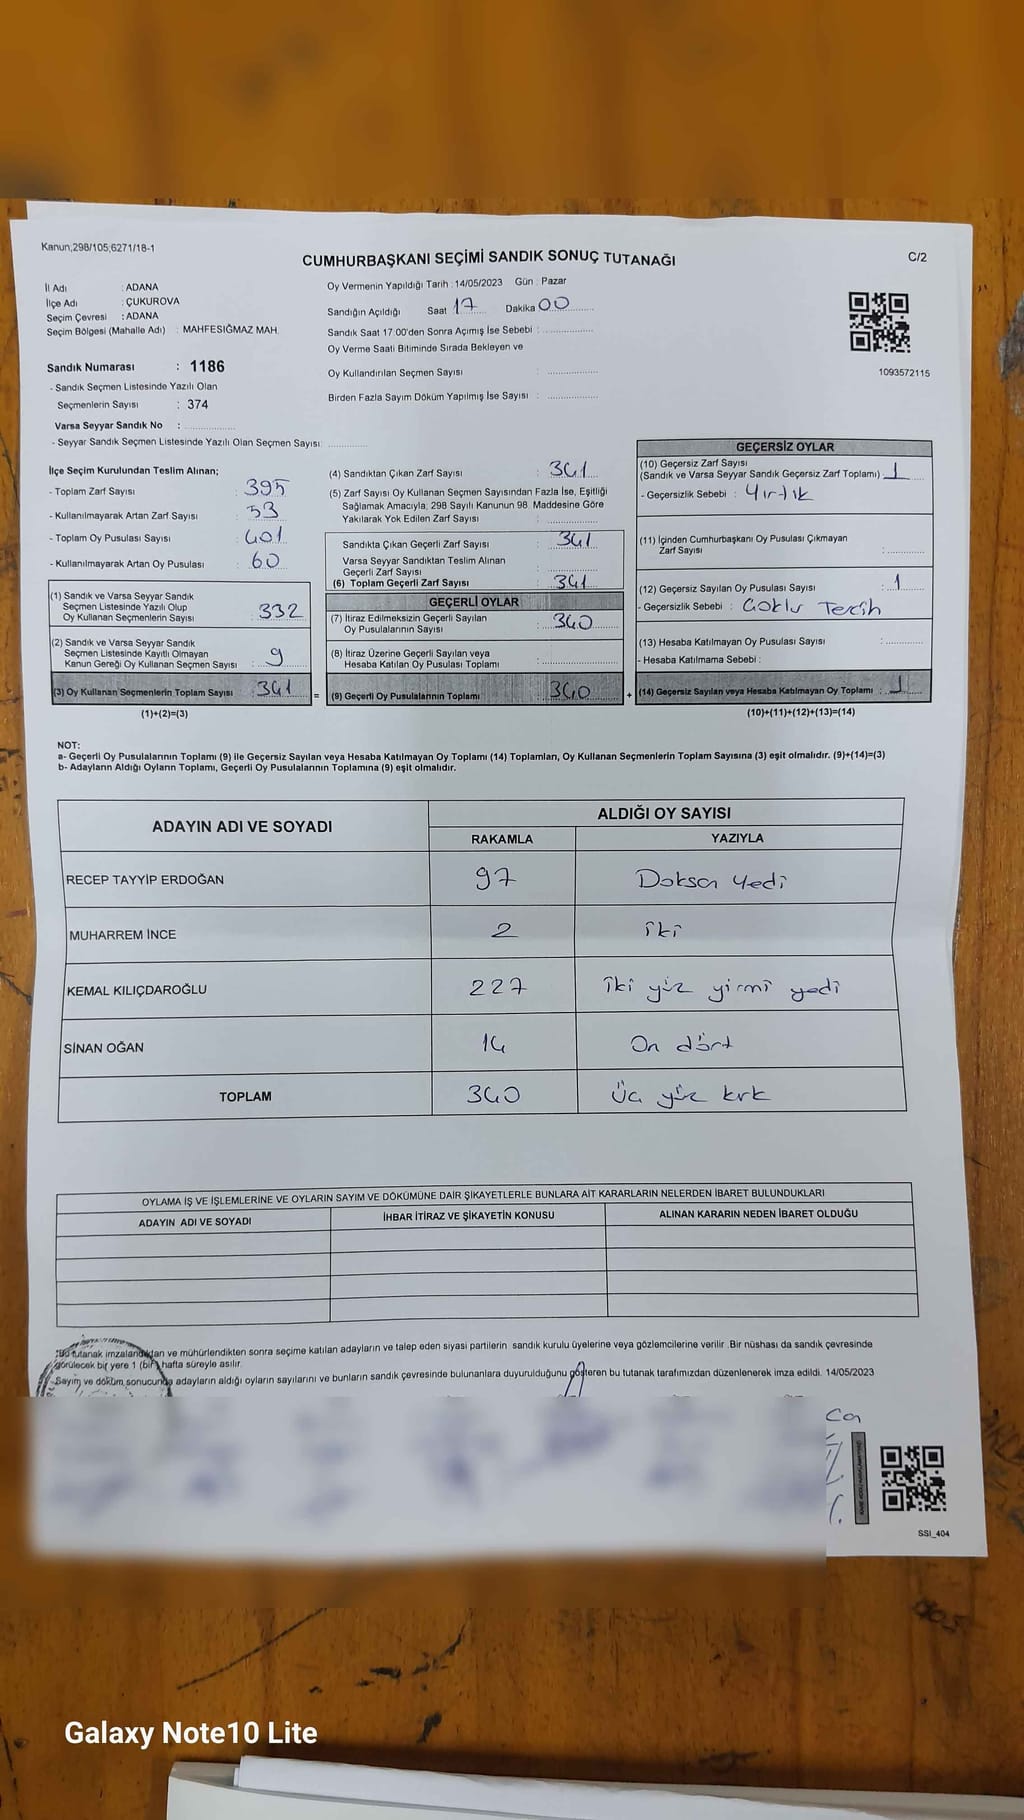 Kanun;298/105;6271/18-1
CUMHURBAŞKANI SEÇİMİ SANDIK SONUÇ TUTANAĞI
C/2
İl Adı : ADANA
İlçe Adı : ÇUKUROVA
Seçim Çevresi : ADANA
Seçim Bölgesi (Mahalle Adı) : MAHFESIĞMAZ MAH.
Oy Vermenin Yapıldığı Tarih : 14/05/2023 Gün : Pazar
Sandığın Açıldığı Saat 17 Dakika 00
Sandık Saat 17.00'den Sonra Açımış İse Sebebi :
Oy Verme Saati Bitiminde Sırada Bekleyen ve
Oy Kullandırılan Seçmen Sayısı :
Birden Fazla Sayım Döküm Yapılmış İse Sayısı :
1093572115
Sandık Numarası : 1186
- Sandık Seçmen Listesinde Yazılı Olan
Seçmenlerin Sayısı : 374
Varsa Seyyar Sandık No :
- Seyyar Sandık Seçmen Listesinde Yazılı Olan Seçmen Sayısı:
İlçe Seçim Kurulundan Teslim Alınan;
- Toplam Zarf Sayısı : 395
- Kullanılmayarak Artan Zarf Sayısı : 53
- Toplam Oy Pusulası Sayısı : 401
- Kullanılmayarak Artan Oy Pusulası : 60
(1) Sandık ve Varsa Seyyar Sandık
Seçmen Listesinde Yazılı Olup
Oy Kullanan Seçmenlerin Sayısı : 332
(2) Sandık ve Varsa Seyyar Sandık
Seçmen Listesinde Kayıtlı Olmayan
Kanun Gereği Oy Kullanan Seçmen Sayısı : 9
(3) Oy Kullanan Seçmenlerin Toplam Sayısı : 341 =
(1)+(2)=(3)
(4) Sandıktan Çıkan Zarf Sayısı : 341
(5) Zarf Sayısı Oy Kullanan Seçmen Sayısından Fazla İse, Eşitliği
Sağlamak Amacıyla, 298 Sayılı Kanunun 98. Maddesine Göre
Yakılarak Yok Edilen Zarf Sayısı :
Sandıkta Çıkan Geçerli Zarf Sayısı : 341
Varsa Seyyar Sandıktan Teslim Alınan
Geçerli Zarf Sayısı :
(6) Toplam Geçerli Zarf Sayısı : 341
GEÇERLİ OYLAR
(7) İtiraz Edilmeksizin Geçerli Sayılan
Oy Pusulalarının Sayısı : 340
(8) İtiraz Üzerine Geçerli Sayılan veya
Hesaba Katılan Oy Pusulası Toplamı :
(9) Geçerli Oy Pusulalarının Toplamı : 340 +
GEÇERSİZ OYLAR
(10) Geçersiz Zarf Sayısı
(Sandık ve Varsa Seyyar Sandık Geçersiz Zarf Toplamı) : 1
- Geçersizlik Sebebi : Yırtık
(11) İçinden Cumhurbaşkanı Oy Pusulası Çıkmayan
Zarf Sayısı :
(12) Geçersiz Sayılan Oy Pusulası Sayısı : 1
- Geçersizlik Sebebi : Çoklu Tercih
(13) Hesaba Katılmayan Oy Pusulası Sayısı :
- Hesaba Katılmama Sebebi :
(14) Geçersiz Sayılan veya Hesaba Katılmayan Oy Toplamı : 1
(10)+(11)+(12)+(13)=(14)
NOT:
a- Geçerli Oy Pusulalarının Toplamı (9) ile Geçersiz Sayılan veya Hesaba Katılmayan Oy Toplamı (14) Toplamları, Oy Kullanan Seçmenlerin Toplam Sayısına (3) eşit olmalıdır. (9)+(14)=(3)
b- Adayların Aldığı Oyların Toplamı, Geçerli Oy Pusulalarının Toplamına (9) eşit olmalıdır.
ADAYIN ADI VE SOYADI ALDIĞI OY SAYISI
RAKAMLA YAZIYLA
RECEP TAYYİP ERDOĞAN 97 Doksan Yedi
MUHARREM İNCE 2 İki
KEMAL KILIÇDAROĞLU 227 İki yüz yirmi yedi
SİNAN OĞAN 14 On dört
TOPLAM 340 Üç yüz kırk
OYLAMA İŞ VE İŞLEMLERİNE VE OYLARIN SAYIM VE DÖKÜMÜNE DAİR ŞİKAYETLERLE BUNLARA AİT KARARLARIN NELERDEN İBARET BULUNDUKLARI
ADAYIN ADI VE SOYADI İHBAR İTİRAZ VE ŞİKAYETİN KONUSU ALINAN KARARIN NEDEN İBARET OLDUĞU
Bu tutanak imzalandıktan ve mühürlendikten sonra seçime katılan adayların ve talep eden siyasi partilerin sandık kurulu üyelerine veya gözlemcilerine verilir. Bir nüshası da sandık çevresinde
görülecek bir yere 1 (bir) hafta süreyle asılır.
Sayım ve döküm sonucunda adayların aldığı oyların sayılarını ve bunların sandık çevresinde bulunanlara duyurulduğunu gösteren bu tutanak tarafımızdan düzenlenerek imza edildi. 14/05/2023
SSI_404
Galaxy Note10 Lite